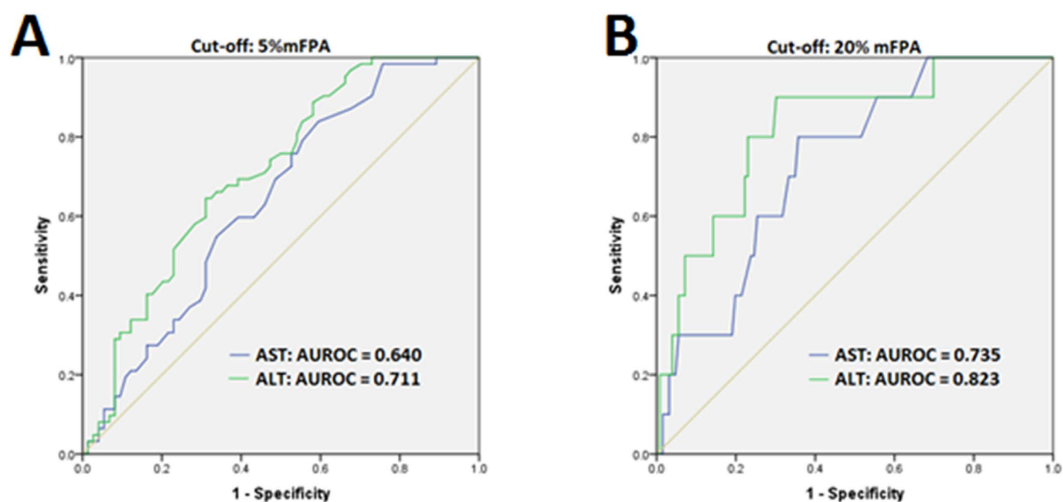 A
Cut-off: 5%mFPA
1.0
0.8
0.6
0.4
0.2
0.0
Sensitivity
AST: AUROC = 0.640
ALT: AUROC = 0.711
0.0 0.2 0.4 0.6 0.8 1.0
1 - Specificity
B
Cut-off: 20% mFPA
1.0
0.8
0.6
0.4
0.2
0.0
Sensitivity
AST: AUROC = 0.735
ALT: AUROC = 0.823
0.0 0.2 0.4 0.6 0.8 1.0
1 - Specificity